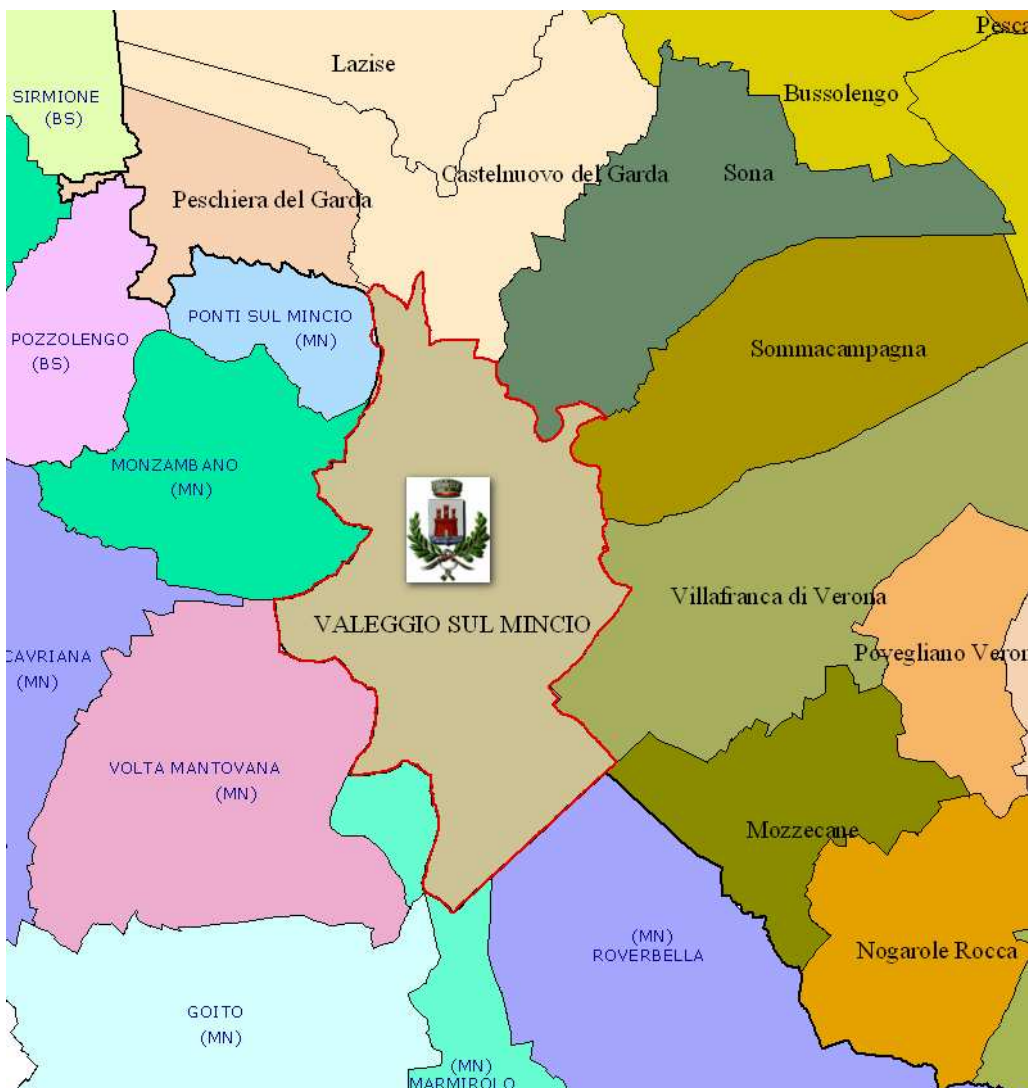 Pesca
Lazise
SIRMIONE
(BS)
Bussolengo
Castelnuovo del Garda
Sona
Peschiera del Garda
PONTI SUL MINCIO
(MN)
POZZOLENGO
(BS)
Sommacampagna
MONZAMBANO
(MN)
Villafranca di Verona
VALEGGIO SUL MINCIO
CAVRIANA
(MN)
Povegliano Veron
VOLTA MANTOVANA
(MN)
Mozzecane
(MN)
ROVERBELLA
Nogarole Rocca
GOITO
(MN)
(MN)
MARMIROLO